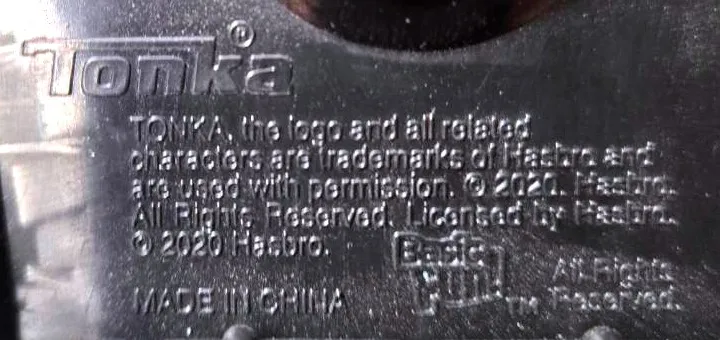 Tonka®
TONKA, the logo and all related
characters are trademarks of Hasbro and
are used with permission. © 2020. Hasbro.
All Rights Reserved. Licensed by Hasbro.
© 2020 Hasbro.
Basic
Fun!™
All Rights
Reserved.
MADE IN CHINA